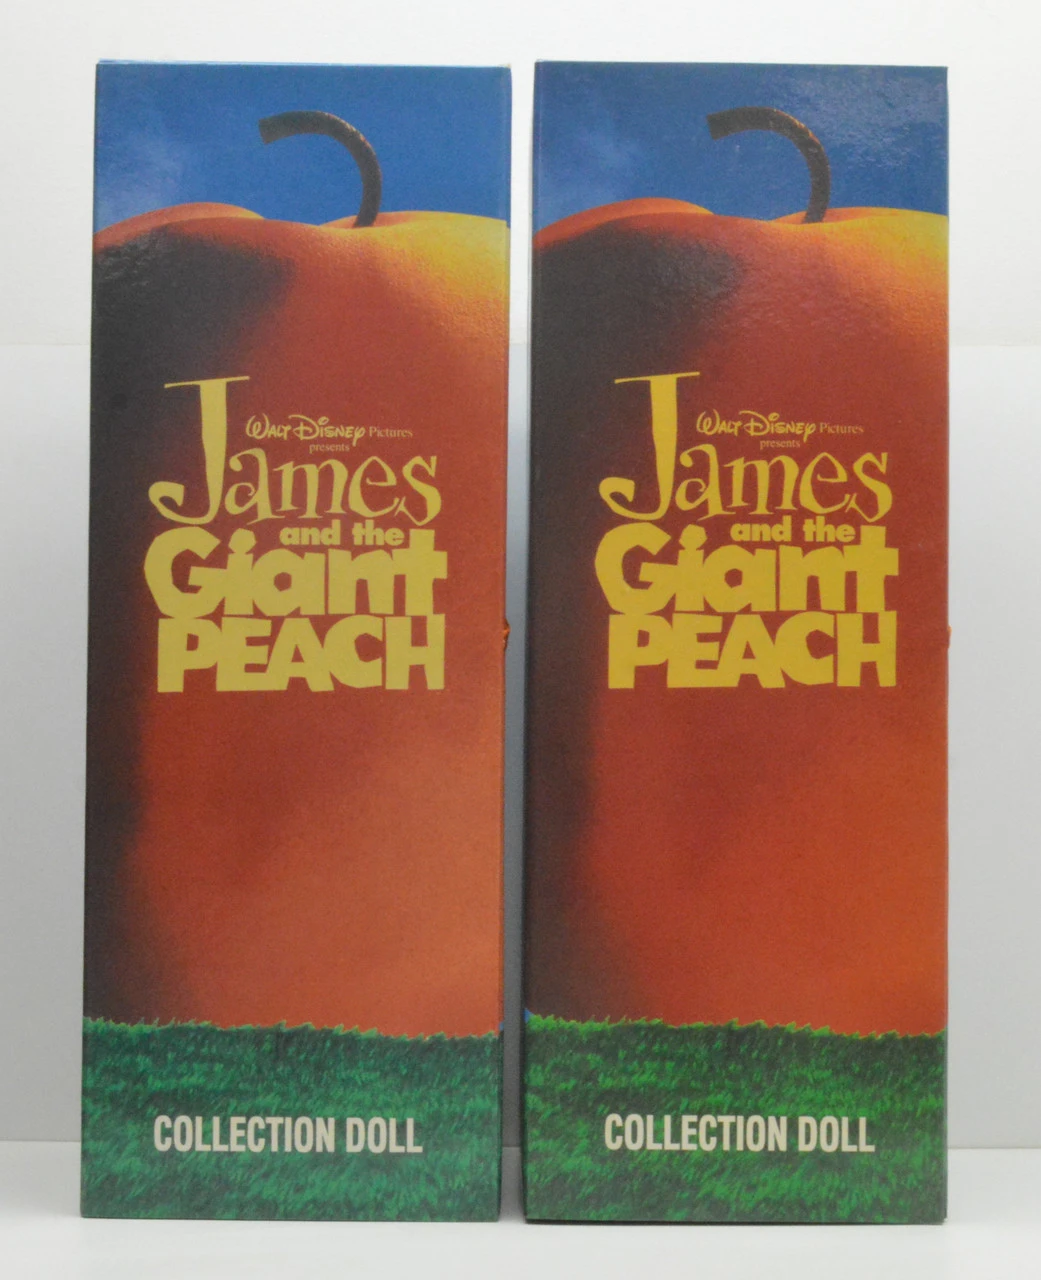 WALT DISNEY Pictures
presents
James
and the
Giant
PEACH
COLLECTION DOLL
WALT DISNEY Pictures
presents
James
and the
Giant
PEACH
COLLECTION DOLL